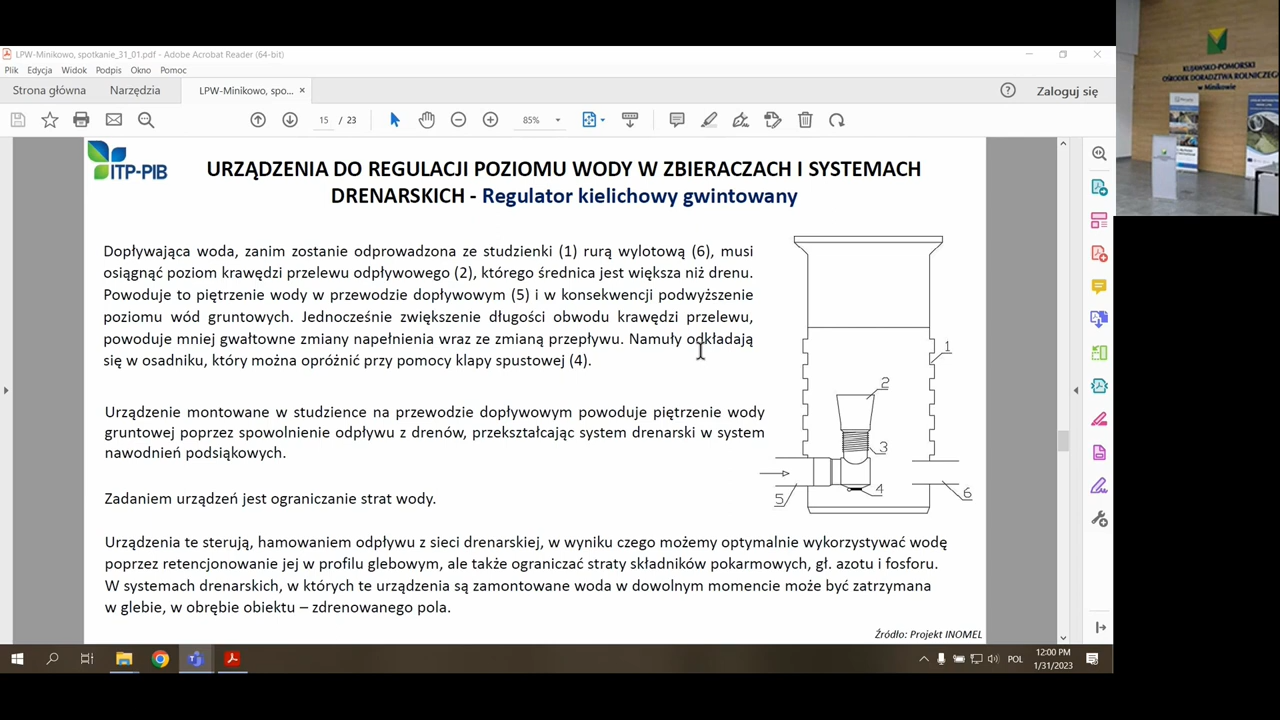 LPW-Minikowo, spotkanie_31_01.pdf - Adobe Acrobat Reader (64-bit)
Plik Edycja Widok Podpis Okno Pomoc
Strona główna Narzędzia LPW-Minikowo, spo... × Zaloguj się
15 / 23 85%
ITP-PIB
URZĄDZENIA DO REGULACJI POZIOMU WODY W ZBIERACZACH I SYSTEMACH
DRENARSKICH - Regulator kielichowy gwintowany
Dopływająca woda, zanim zostanie odprowadzona ze studzienki (1) rurą wylotową (6), musi
osiągnąć poziom krawędzi przelewu odpływowego (2), którego średnica jest większa niż drenu.
Powoduje to piętrzenie wody w przewodzie dopływowym (5) i w konsekwencji podwyższenie
poziomu wód gruntowych. Jednocześnie zwiększenie długości obwodu krawędzi przelewu,
powoduje mniej gwałtowne zmiany napełnienia wraz ze zmianą przepływu. Namuły odkładają
się w osadniku, który można opróżnić przy pomocy klapy spustowej (4).
Urządzenie montowane w studzience na przewodzie dopływowym powoduje piętrzenie wody
gruntowej poprzez spowolnienie odpływu z drenów, przekształcając system drenarski w system
nawodnień podsiąkowych.
Zadaniem urządzeń jest ograniczanie strat wody.
1
2
3
4
5
6
Urządzenia te sterują, hamowaniem odpływu z sieci drenarskiej, w wyniku czego możemy optymalnie wykorzystywać wodę
poprzez retencjonowanie jej w profilu glebowym, ale także ograniczać straty składników pokarmowych, gł. azotu i fosforu.
W systemach drenarskich, w których te urządzenia są zamontowane woda w dowolnym momencie może być zatrzymana
w glebie, w obrębie obiektu – zdrenowanego pola.
Źródło: Projekt INOMEL
POL 12:00 PM
1/31/2023
KUJAWSKO-POMORSKI
OŚRODEK DORADZTWA ROLNICZEGO
w Minikowie